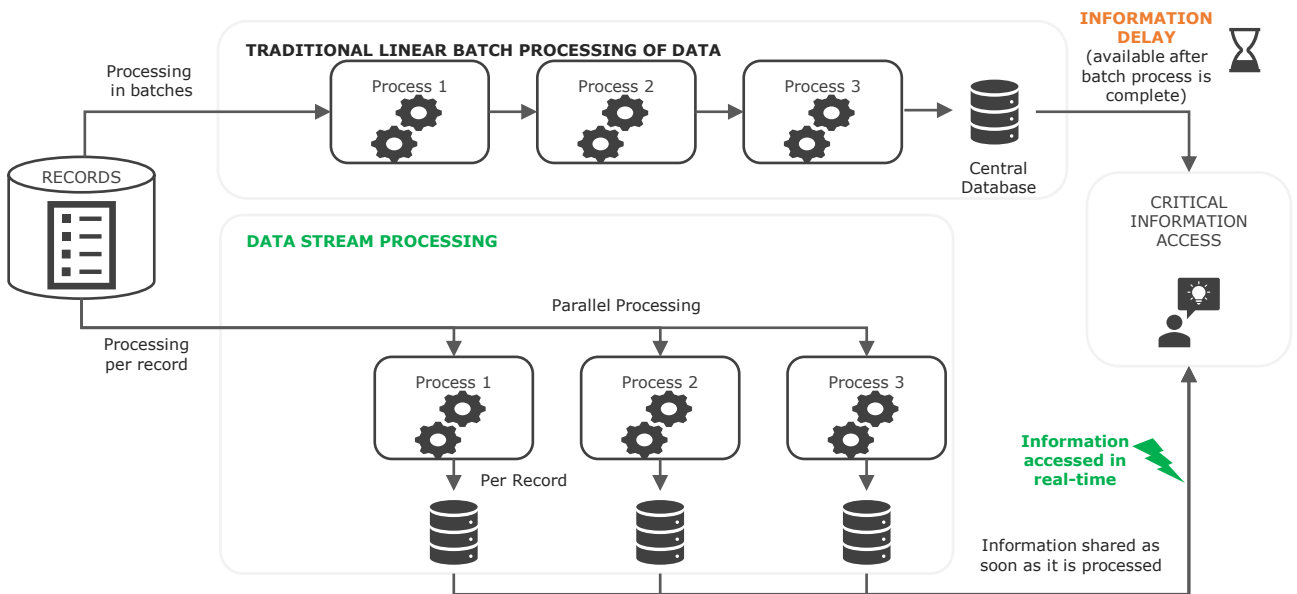 INFORMATION
DELAY
(available after
batch process is
complete)
TRADITIONAL LINEAR BATCH PROCESSING OF DATA
Processing
in batches
Process 1
Process 2
Process 3
Central
Database
RECORDS
CRITICAL
INFORMATION
ACCESS
DATA STREAM PROCESSING
Parallel Processing
Processing
per record
Process 1
Process 2
Process 3
Per Record
Information
accessed in
real-time
Information shared as
soon as it is processed